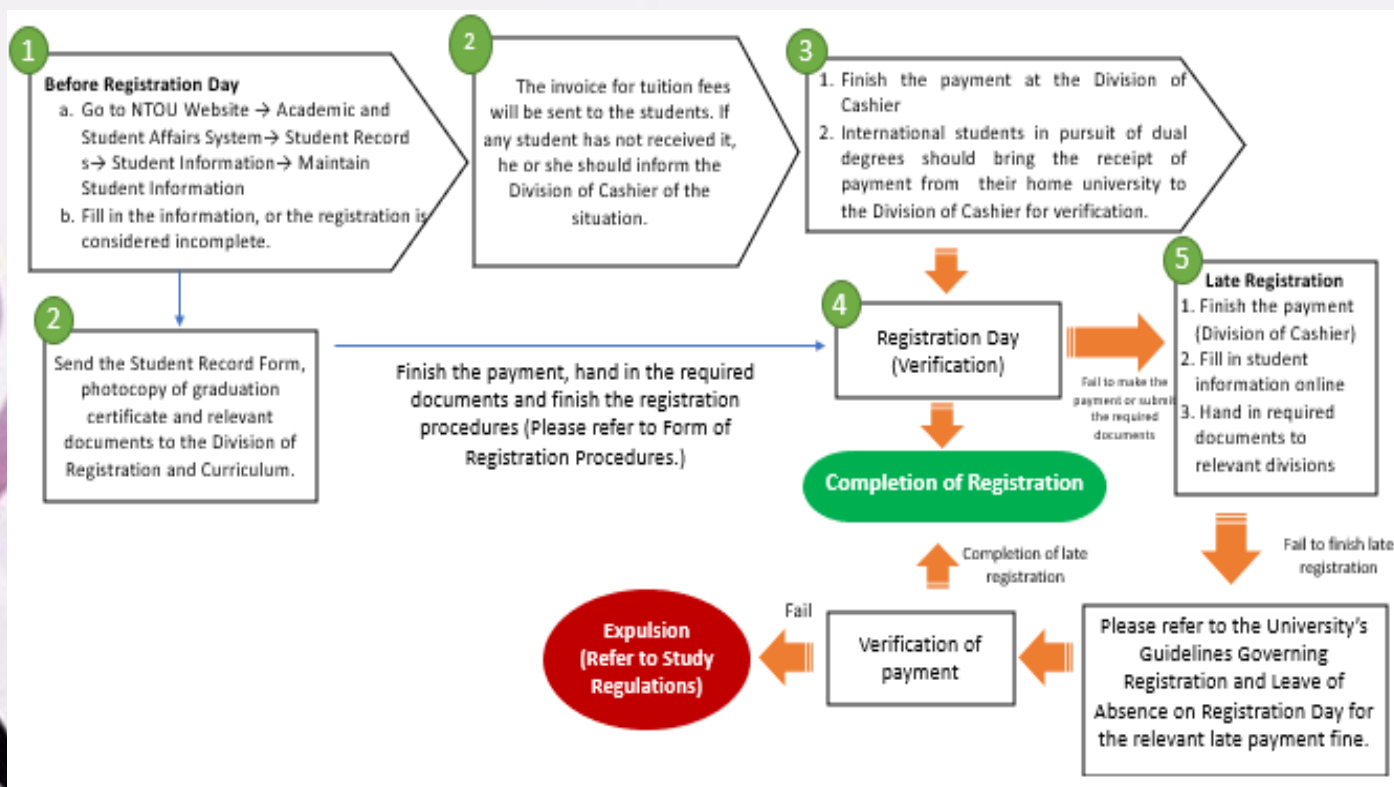 1
Before Registration Day
a. Go to NTOU Website → Academic and
Student Affairs System→ Student Record
s→ Student Information→ Maintain
Student Information
b. Fill in the information, or the registration is
considered incomplete.
2
The invoice for tuition fees
will be sent to the students. If
any student has not received it,
he or she should inform the
Division of Cashier of the
situation.
3
1. Finish the payment at the Division of
Cashier
2. International students in pursuit of dual
degrees should bring the receipt of
payment from their home university to
the Division of Cashier for verification.
2
Send the Student Record Form,
photocopy of graduation
certificate and relevant
documents to the Division of
Registration and Curriculum.
Finish the payment, hand in the required
documents and finish the registration
procedures (Please refer to Form of
Registration Procedures.)
4
Registration Day
(Verification)
Fail to make the
payment or submit
the required
documents
5
Late Registration
1. Finish the payment
(Division of Cashier)
2. Fill in student
information online
3. Hand in required
documents to
relevant divisions
Completion of Registration
Completion of late
registration
Fail to finish late
registration
Expulsion
(Refer to Study
Regulations)
Fail
Verification of
payment
Please refer to the University's
Guidelines Governing
Registration and Leave of
Absence on Registration Day for
the relevant late payment fine.